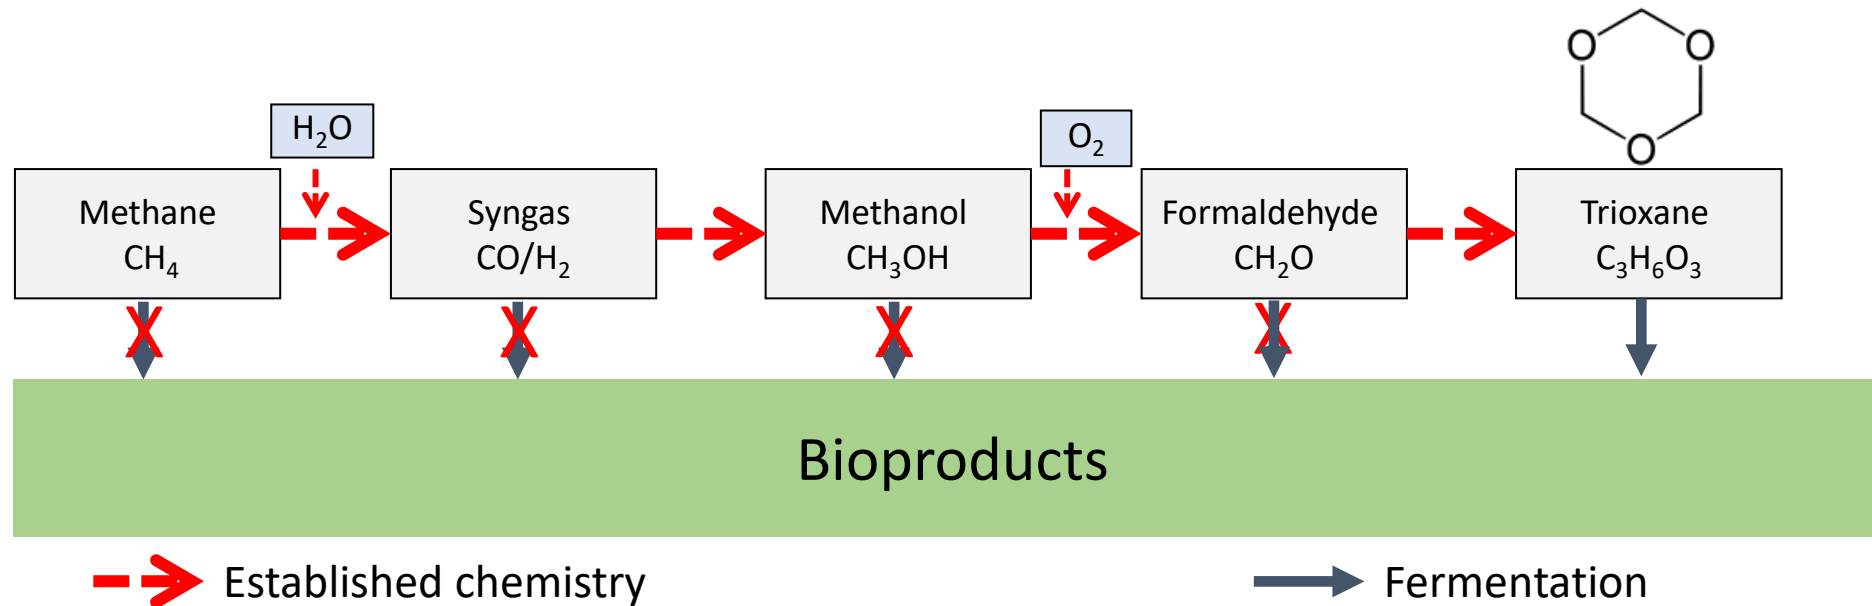 O O
O
H₂O
O₂
Methane
CH₄
Syngas
CO/H₂
Methanol
CH₃OH
Formaldehyde
CH₂O
Trioxane
C₃H₆O₃
X X X X
Bioproducts
Established chemistry
Fermentation